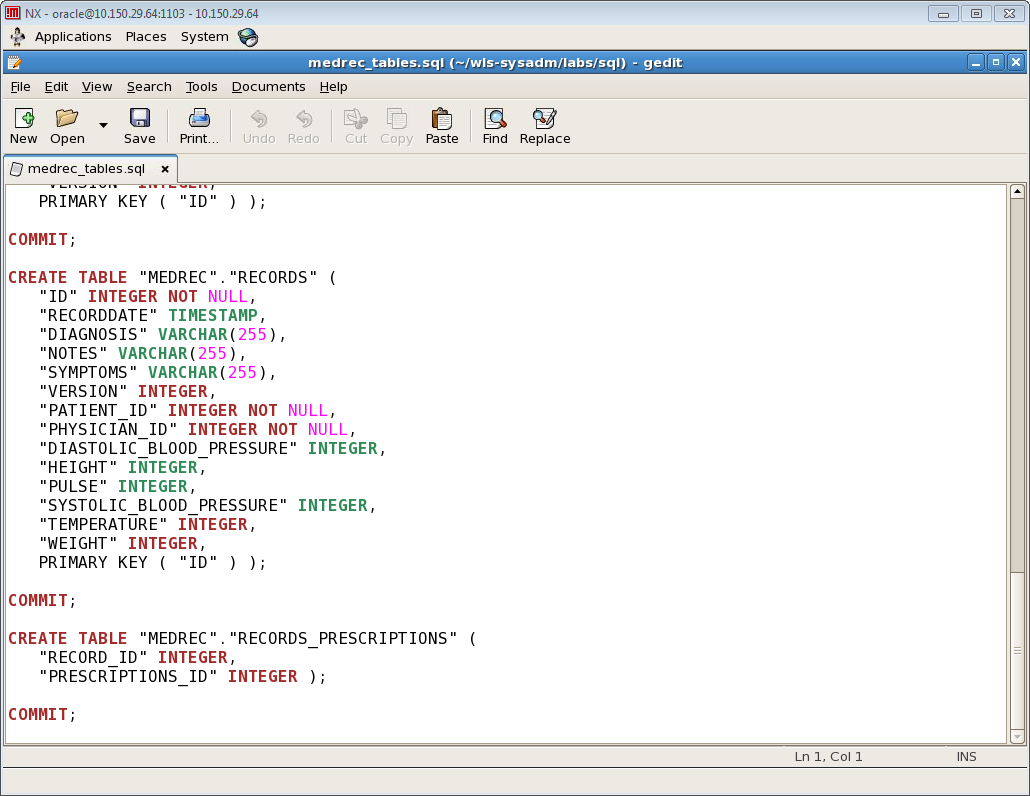 NX - oracle@10.150.29.64:1103 - 10.150.29.64
Applications Places System
medrec_tables.sql (~/wls-sysadm/labs/sql) - gedit
File Edit View Search Tools Documents Help
New Open Save Print... Undo Redo Cut Copy Paste Find Replace
medrec_tables.sql
"VERSION" INTEGER,
PRIMARY KEY ( "ID" ) );
COMMIT;
CREATE TABLE "MEDREC"."RECORDS" (
"ID" INTEGER NOT NULL,
"RECORDDATE" TIMESTAMP,
"DIAGNOSIS" VARCHAR(255),
"NOTES" VARCHAR(255),
"SYMPTOMS" VARCHAR(255),
"VERSION" INTEGER,
"PATIENT_ID" INTEGER NOT NULL,
"PHYSICIAN_ID" INTEGER NOT NULL,
"DIASTOLIC_BLOOD_PRESSURE" INTEGER,
"HEIGHT" INTEGER,
"PULSE" INTEGER,
"SYSTOLIC_BLOOD_PRESSURE" INTEGER,
"TEMPERATURE" INTEGER,
"WEIGHT" INTEGER,
PRIMARY KEY ( "ID" ) );
COMMIT;
CREATE TABLE "MEDREC"."RECORDS_PRESCRIPTIONS" (
"RECORD_ID" INTEGER,
"PRESCRIPTIONS_ID" INTEGER );
COMMIT;
Ln 1, Col 1 INS